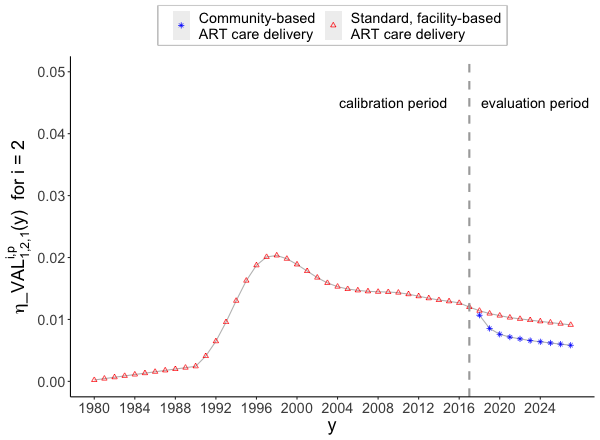 Community-based
ART care delivery
Standard, facility-based
ART care delivery
0.05
0.04
0.03
0.02
0.01
0.00
calibration period
evaluation period
η_VAL^{i,p}_{1,2,1}(y) for i = 2
1980 1984 1988 1992 1996 2000 2004 2008 2012 2016 2020 2024
y